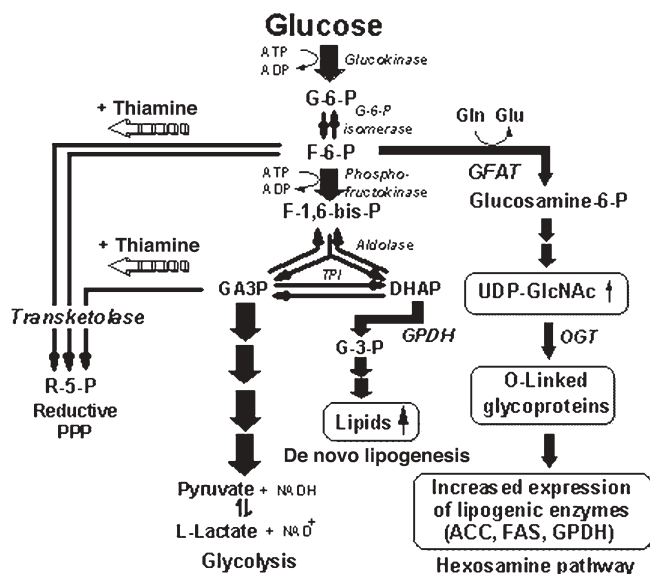 Glucose
ATP
ADP
Glucokinase
G-6-P
G-6-P
isomerase
+ Thiamine
Gln Glu
F-6-P
ATP
ADP
Phospho-
fructokinase
GFAT
Glucosamine-6-P
F-1,6-bis-P
Aldolase
+ Thiamine
TPI
GA3P
DHAP
UDP-GlcNAc
Transketolase
GPDH
G-3-P
OGT
R-5-P
Reductive
PPP
O-Linked
glycoproteins
Lipids
De novo lipogenesis
Pyruvate + NADH
L-Lactate + NAD+
Glycolysis
Increased expression
of lipogenic enzymes
(ACC, FAS, GPDH)
Hexosamine pathway